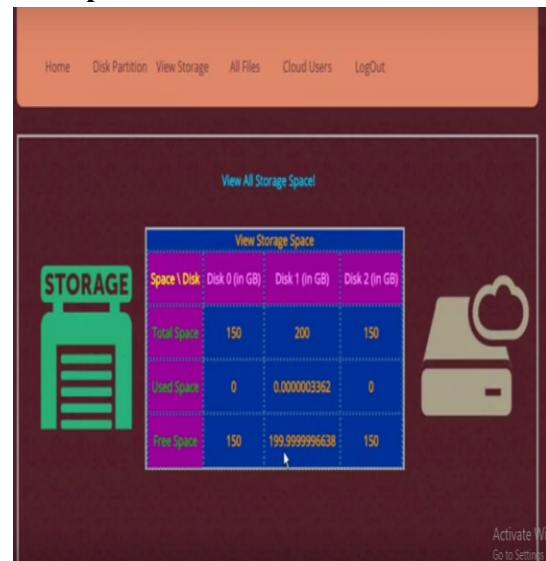 Home Disk Partition View Storage All Files Cloud Users LogOut
View All Storage Space!
View Storage Space
STORAGE
Space \ Disk Disk 0 (in GB) Disk 1 (in GB) Disk 2 (in GB)
Total Space 150 200 150
Used Space 0 0.0000003362 0
Free Space 150 199.9999996638 150
Activate Wi
Go to Settings